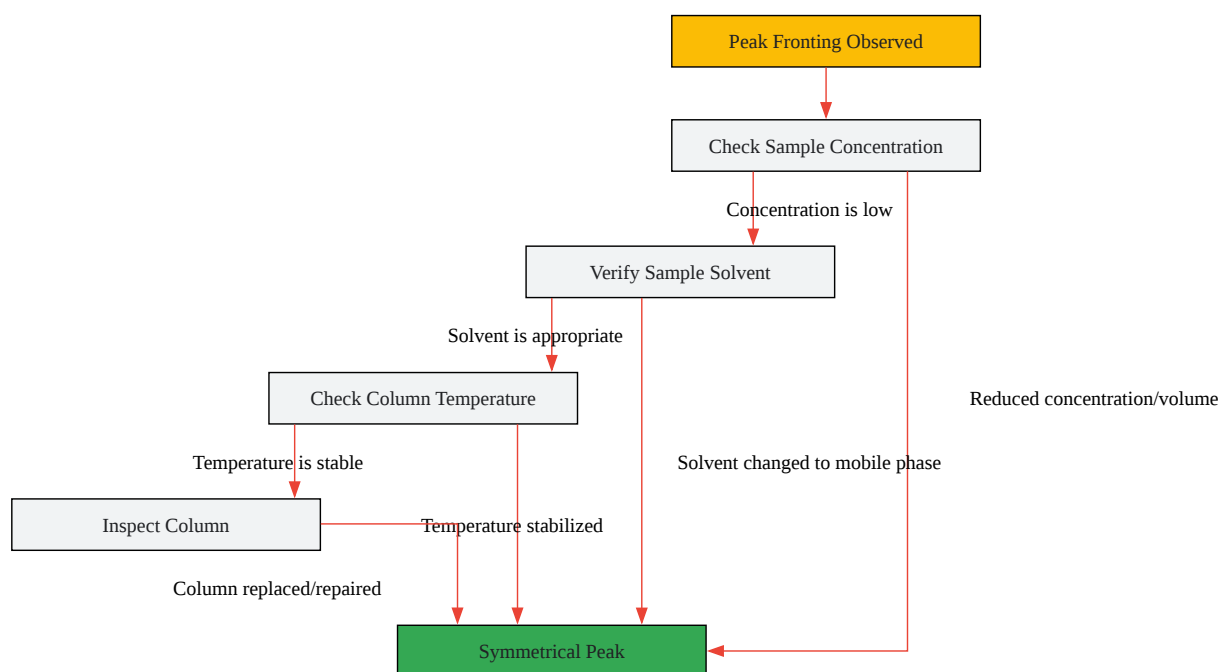 Peak Fronting Observed
Check Sample Concentration
Concentration is low
Verify Sample Solvent
Solvent is appropriate
Check Column Temperature
Reduced concentration/volume
Temperature is stable
Solvent changed to mobile phase
Inspect Column
Temperature stabilized
Column replaced/repaired
Symmetrical Peak